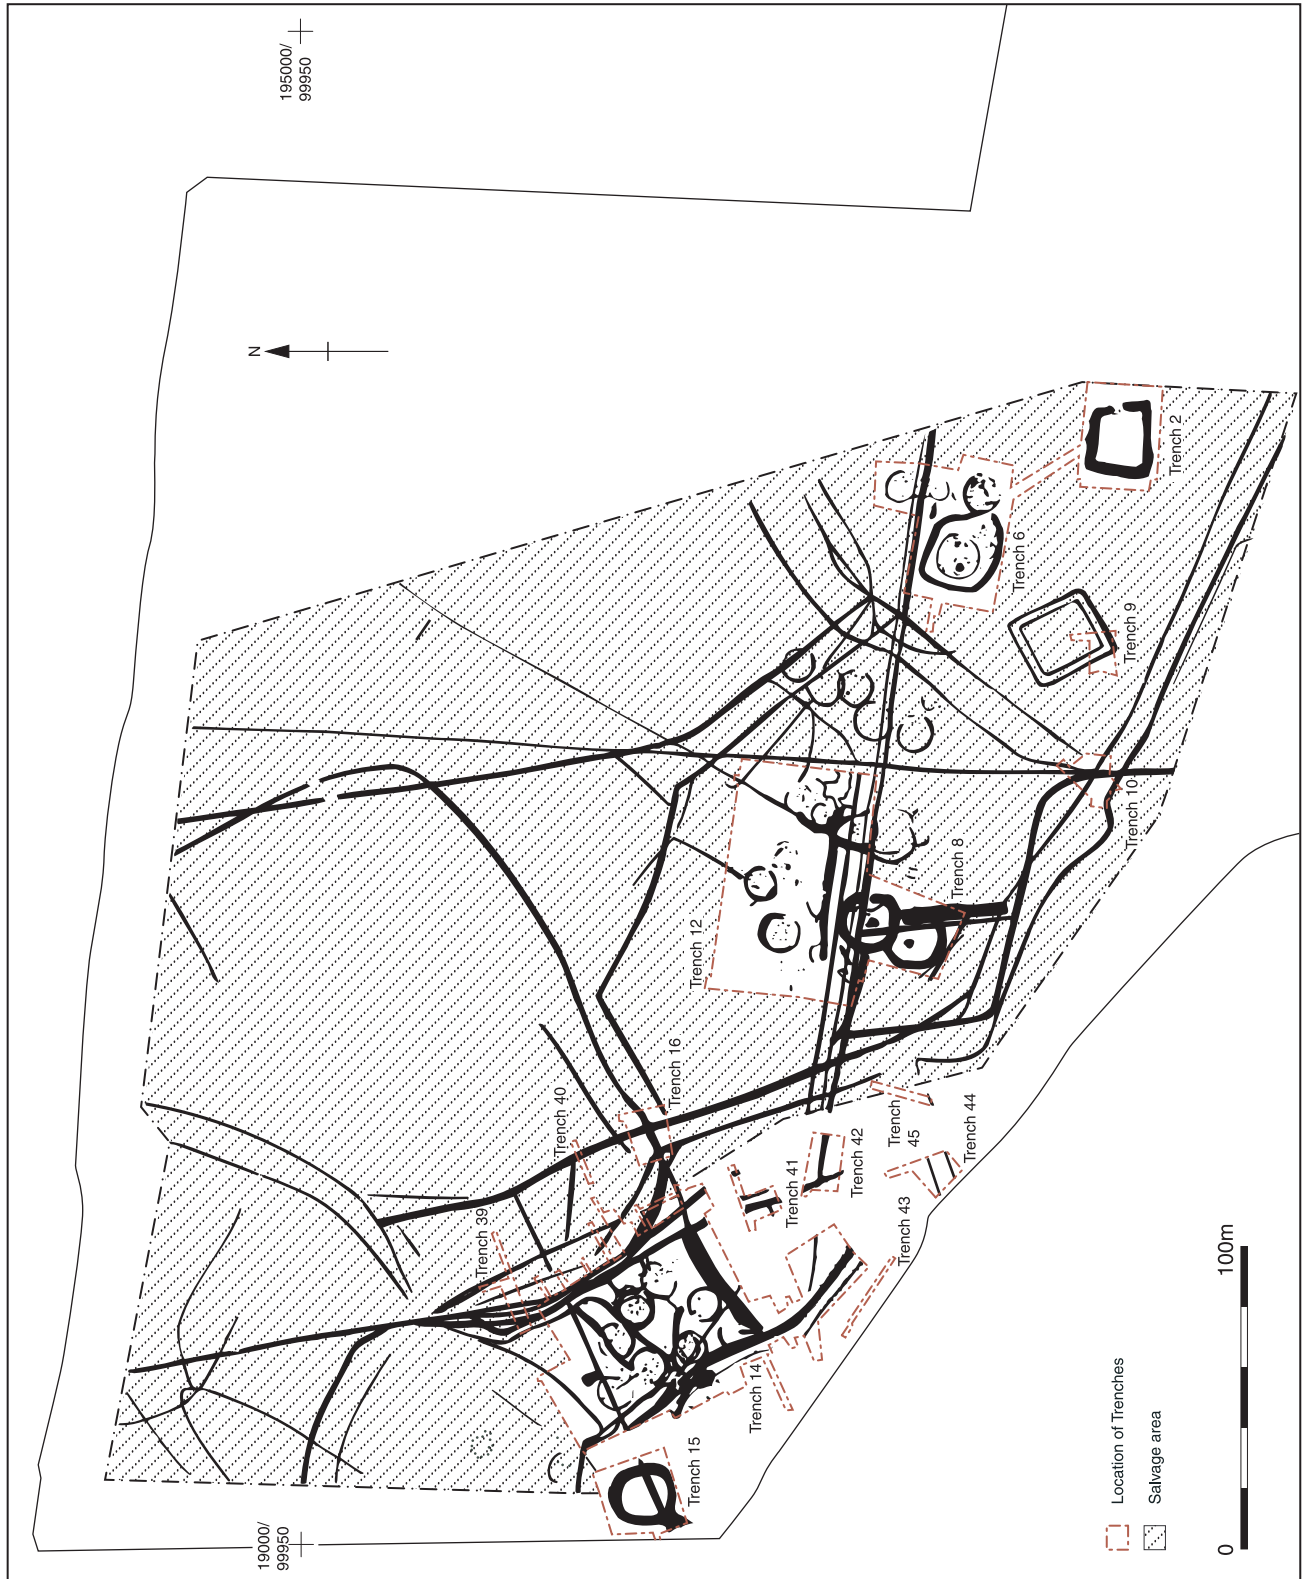 195000/
99950
N
Trench 2
Trench 6
Trench 9
Trench 10
Trench 8
Trench 12
Trench 16
Trench 40
Trench
45
Trench 44
Trench 42
Trench 41
Trench 43
Trench 39
Trench 14
Trench 15
19000/
99950
Location of Trenches
Salvage area
0
100m